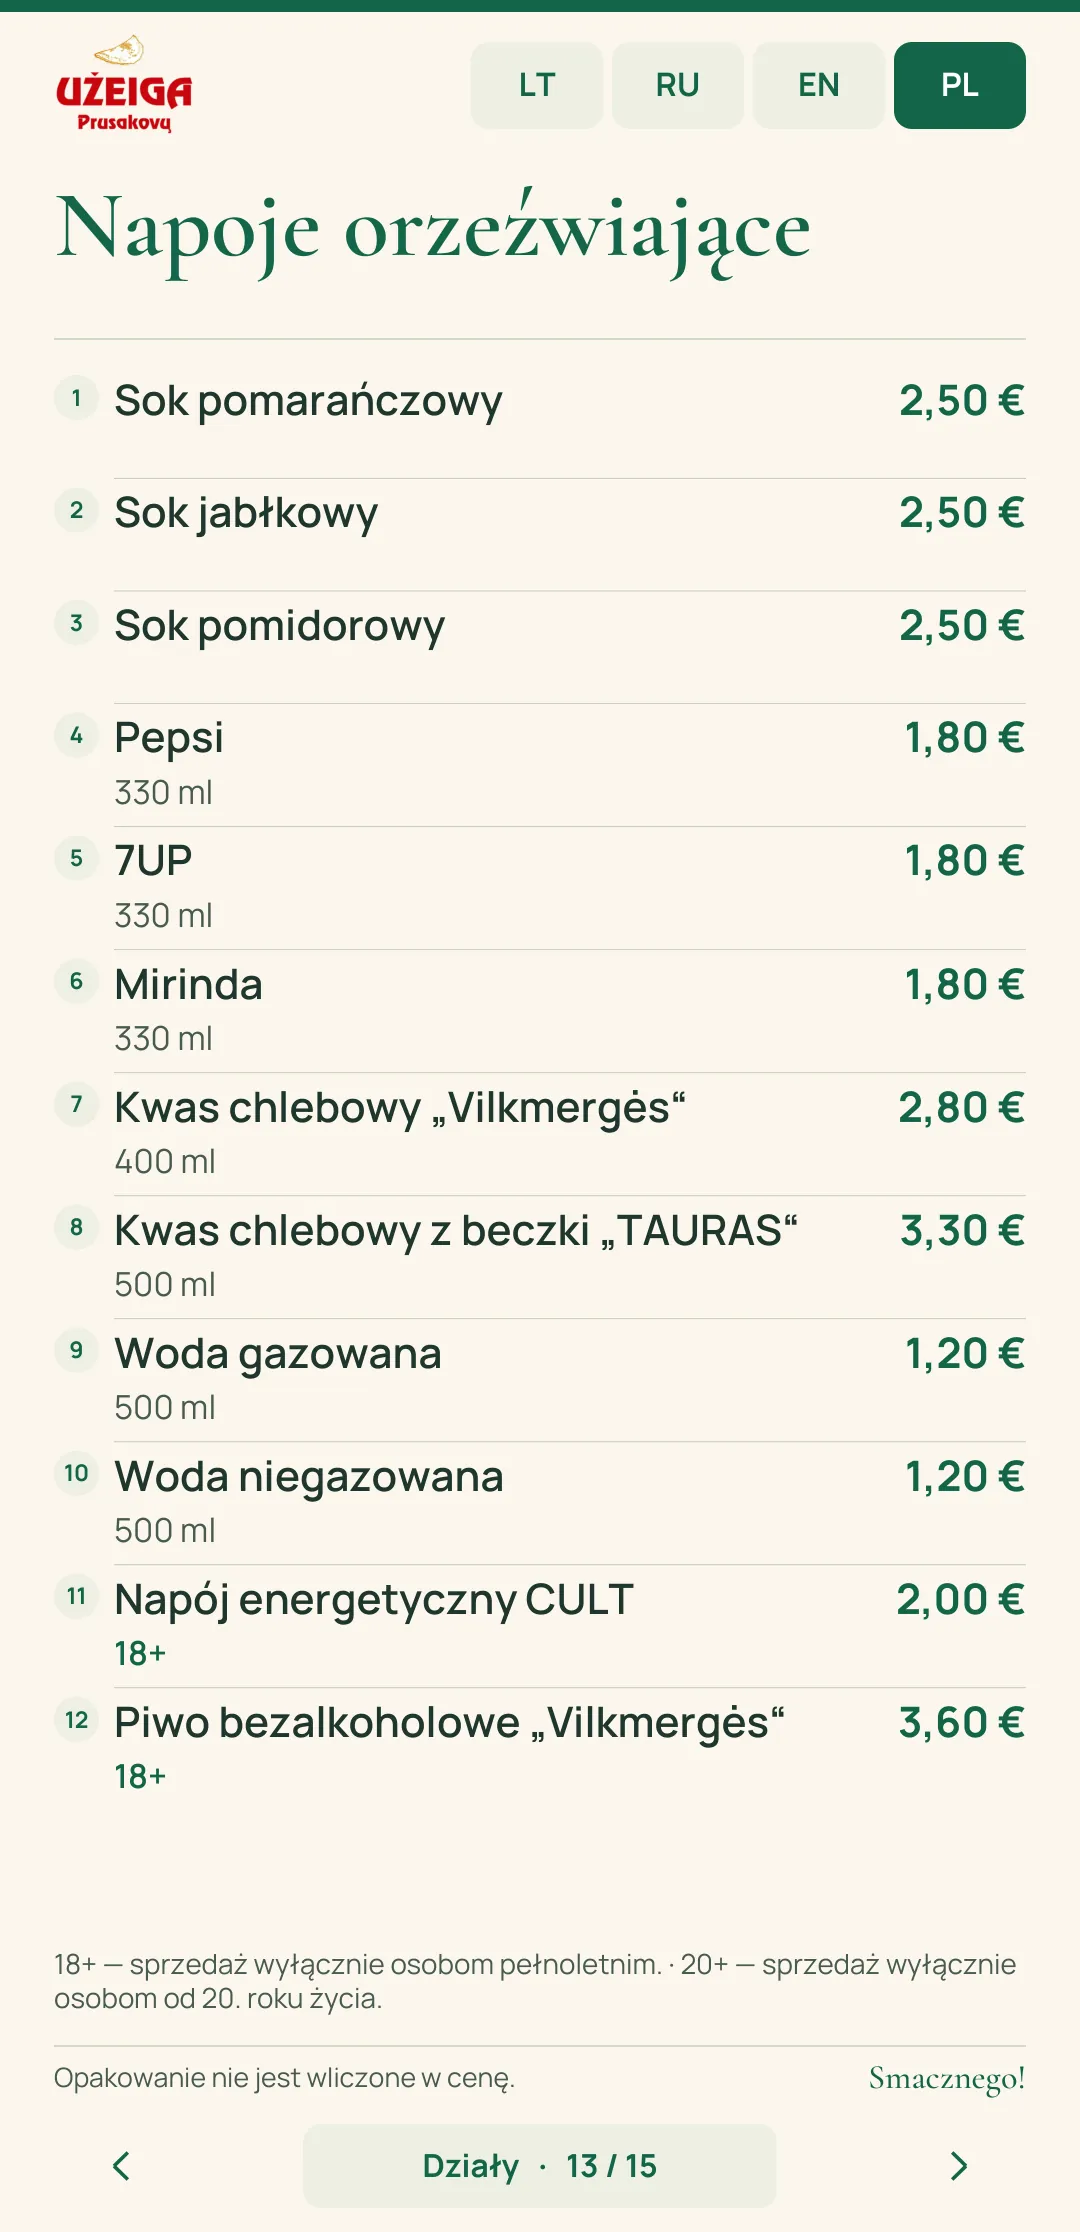 UŽEIGA
Prusakovų
LT RU EN PL
Napoje orzeźwiające
1 Sok pomarańczowy 2,50 €
2 Sok jabłkowy 2,50 €
3 Sok pomidorowy 2,50 €
4 Pepsi 1,80 €
330 ml
5 7UP 1,80 €
330 ml
6 Mirinda 1,80 €
330 ml
7 Kwas chlebowy „Vilkmergės“ 2,80 €
400 ml
8 Kwas chlebowy z beczki „TAURAS“ 3,30 €
500 ml
9 Woda gazowana 1,20 €
500 ml
10 Woda niegazowana 1,20 €
500 ml
11 Napój energetyczny CULT 2,00 €
18+
12 Piwo bezalkoholowe „Vilkmergės“ 3,60 €
18+
18+ — sprzedaż wyłącznie osobom pełnoletnim. · 20+ — sprzedaż wyłącznie
osobom od 20. roku życia.
Opakowanie nie jest wliczone w cenę. Smacznego!
Działy · 13 / 15